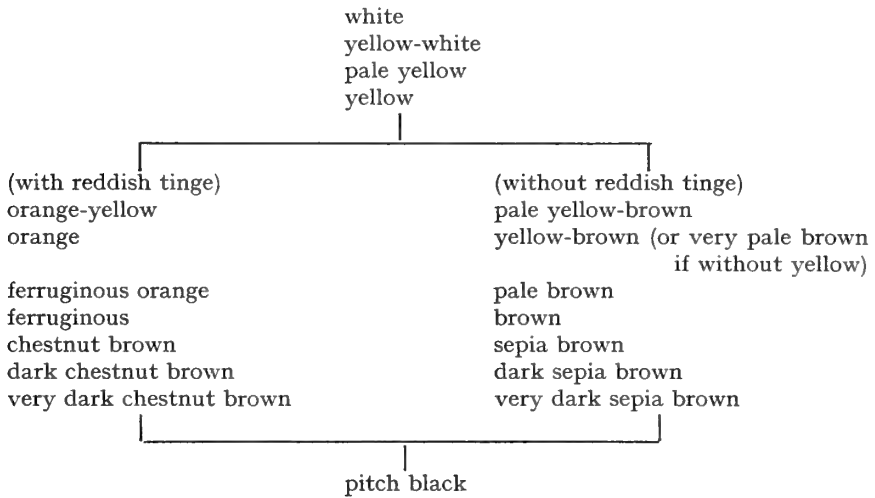 white
yellow-white
pale yellow
yellow
(with reddish tinge)
orange-yellow
orange
ferruginous orange
ferruginous
chestnut brown
dark chestnut brown
very dark chestnut brown
(without reddish tinge)
pale yellow-brown
yellow-brown (or very pale brown
if without yellow)
pale brown
brown
sepia brown
dark sepia brown
very dark sepia brown
pitch black